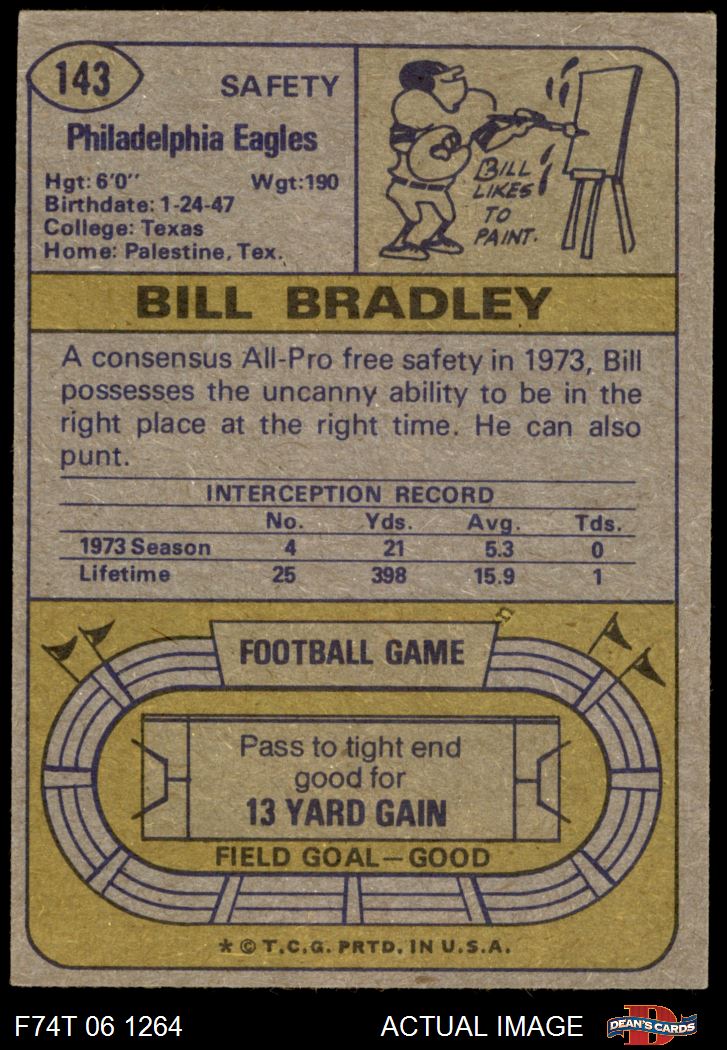 143
SAFETY
Philadelphia Eagles
Hgt: 6'0" Wgt: 190
Birthdate: 1-24-47
College: Texas
Home: Palestine, Tex.
BILL
LIKES
TO
PAINT.
BILL BRADLEY
A consensus All-Pro free safety in 1973, Bill
possesses the uncanny ability to be in the
right place at the right time. He can also
punt.
INTERCEPTION RECORD
No. Yds. Avg. Tds.
1973 Season 4 21 5.3 0
Lifetime 25 398 15.9 1
FOOTBALL GAME
Pass to tight end
good for
13 YARD GAIN
FIELD GOAL—GOOD
* © T.C.G. PRTD. IN U.S.A.
F74T 06 1264 ACTUAL IMAGE D DEAN'S CARDS